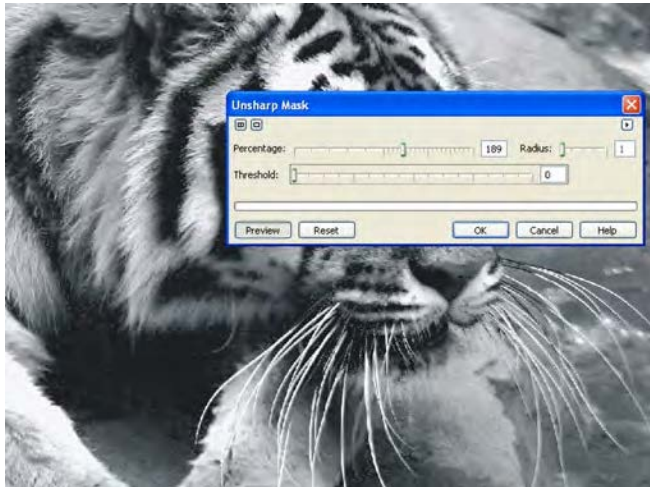 Unsharp Mask
Percentage: 189 Radius: 1
Threshold: 0
Preview Reset OK Cancel Help